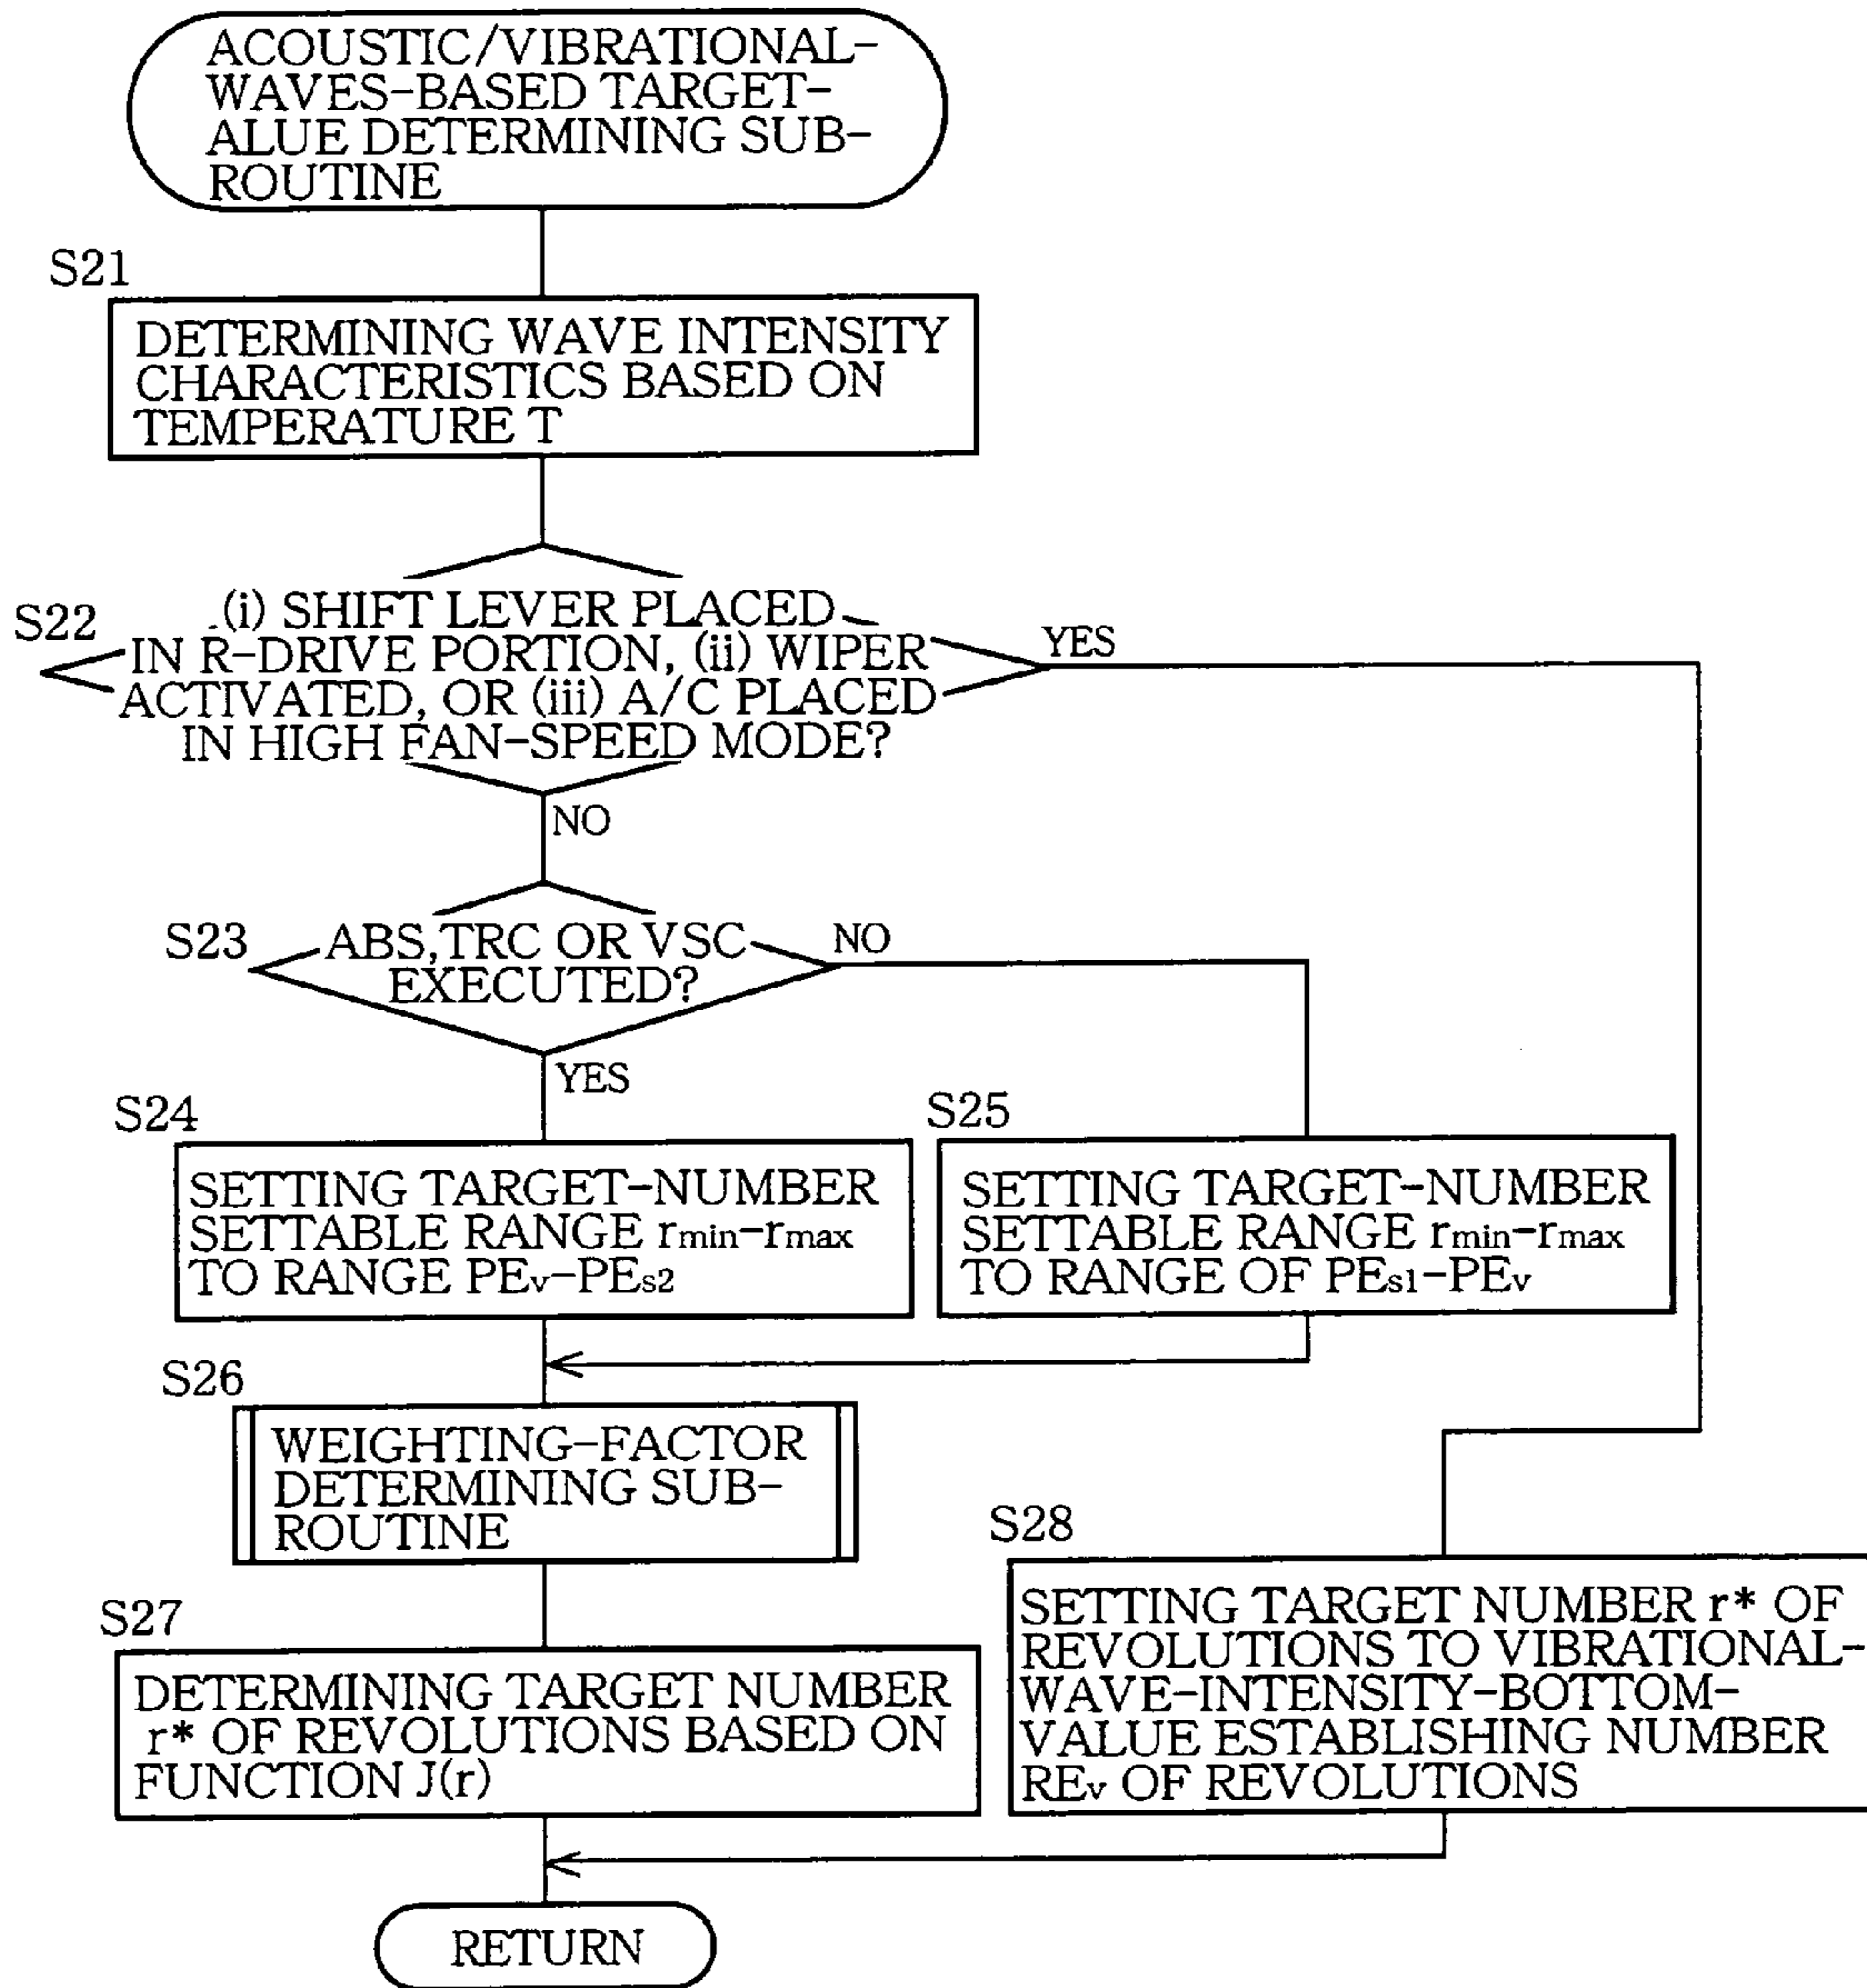 ACOUSTIC/VIBRATIONAL-
WAVES-BASED TARGET-
ALUE DETERMINING SUB-
ROUTINE
S21
DETERMINING WAVE INTENSITY
CHARACTERISTICS BASED ON
TEMPERATURE T
S22
(i) SHIFT LEVER PLACED
IN R-DRIVE PORTION, (ii) WIPER
ACTIVATED, OR (iii) A/C PLACED
IN HIGH FAN-SPEED MODE?
YES
NO
S23
ABS, TRC OR VSC
EXECUTED?
NO
YES
S24
SETTING TARGET-NUMBER
SETTABLE RANGE rmin-rmax
TO RANGE PEv-PEs2
S25
SETTING TARGET-NUMBER
SETTABLE RANGE rmin-rmax
TO RANGE OF PEs1-PEv
S26
WEIGHTING-FACTOR
DETERMINING SUB-
ROUTINE
S27
DETERMINING TARGET NUMBER
r* OF REVOLUTIONS BASED ON
FUNCTION J(r)
S28
SETTING TARGET NUMBER r* OF
REVOLUTIONS TO VIBRATIONAL-
WAVE-INTENSITY-BOTTOM-
VALUE ESTABLISHING NUMBER
REv OF REVOLUTIONS
RETURN